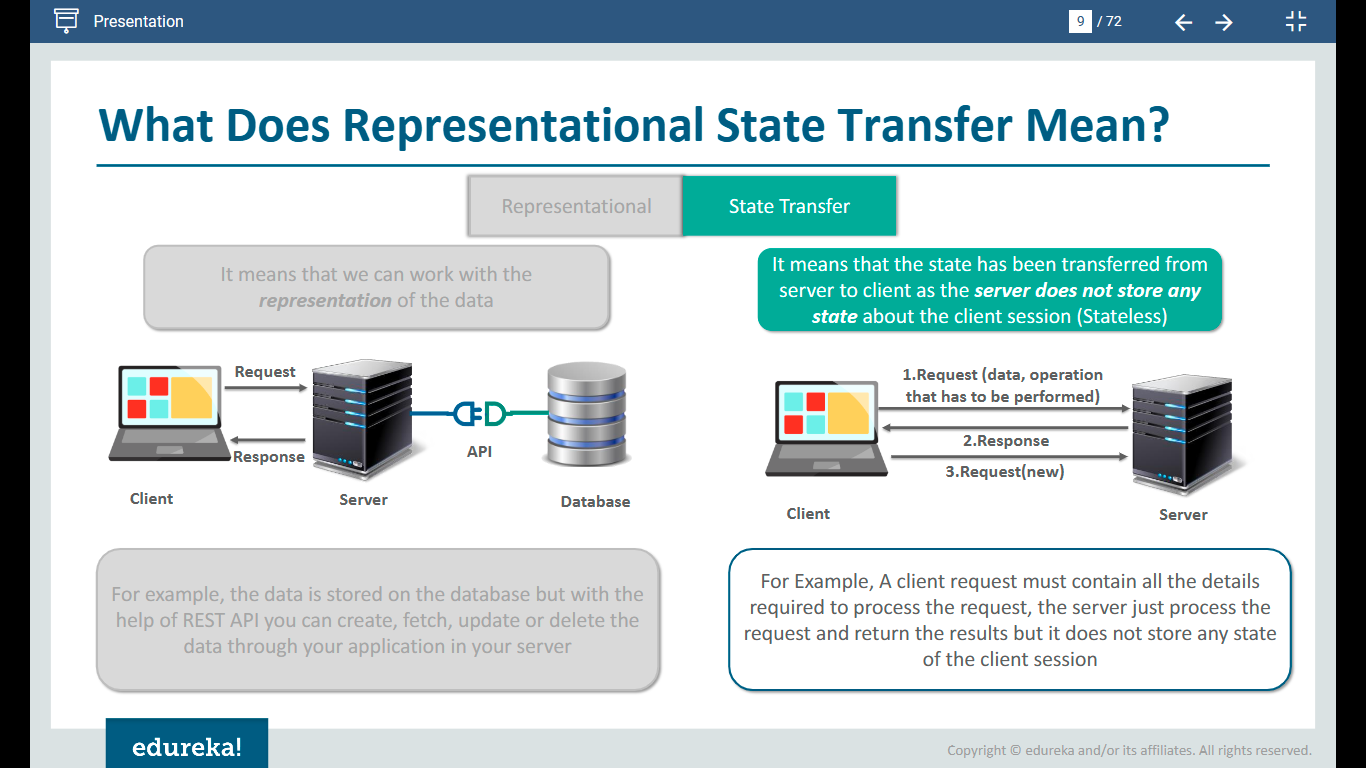 Presentation
9 / 72
What Does Representational State Transfer Mean?
Representational
State Transfer
It means that we can work with the
representation of the data
It means that the state has been transferred from
server to client as the server does not store any
state about the client session (Stateless)
Request
Response
API
Client
Server
Database
1.Request (data, operation
that has to be performed)
2.Response
3.Request(new)
Client
Server
For example, the data is stored on the database but with the
help of REST API you can create, fetch, update or delete the
data through your application in your server
For Example, A client request must contain all the details
required to process the request, the server just process the
request and return the results but it does not store any state
of the client session
edureka!
Copyright © edureka and/or its affiliates. All rights reserved.